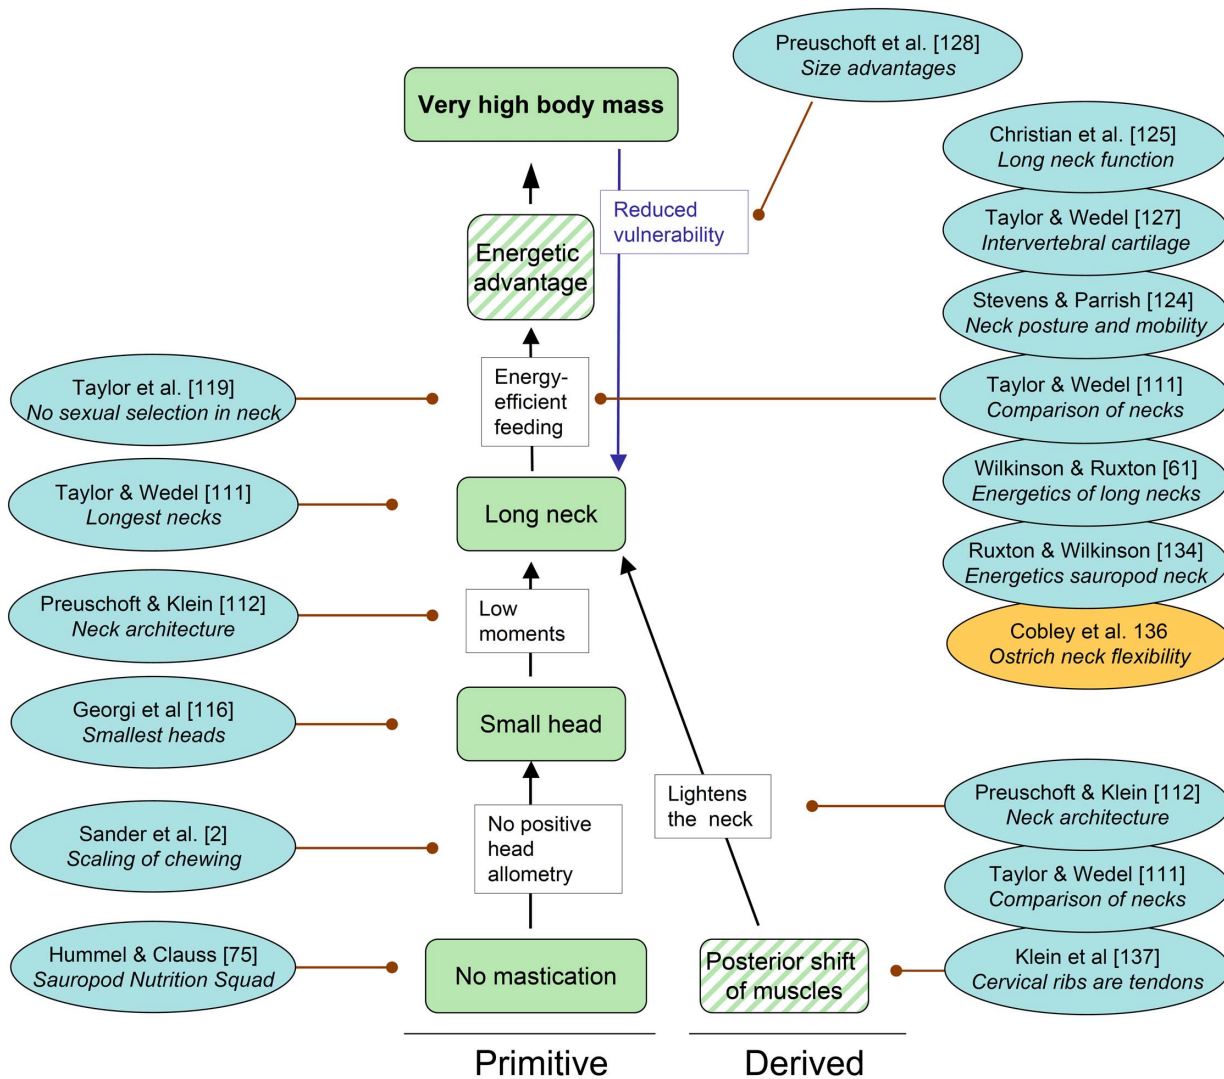 Preuschoft et al. [128]
Size advantages
Very high body mass
Christian et al. [125]
Long neck function
Reduced
vulnerability
Taylor & Wedel [127]
Intervertebral cartilage
Energetic
advantage
Stevens & Parrish [124]
Neck posture and mobility
Taylor et al. [119]
No sexual selection in neck
Energy-
efficient
feeding
Taylor & Wedel [111]
Comparison of necks
Taylor & Wedel [111]
Longest necks
Long neck
Wilkinson & Ruxton [61]
Energetics of long necks
Ruxton & Wilkinson [134]
Energetics sauropod neck
Preuschoft & Klein [112]
Neck architecture
Low
moments
Cobley et al. 136
Ostrich neck flexibility
Georgi et al [116]
Smallest heads
Small head
Sander et al. [2]
Scaling of chewing
No positive
head
allometry
Lightens
the neck
Preuschoft & Klein [112]
Neck architecture
Taylor & Wedel [111]
Comparison of necks
Hummel & Clauss [75]
Sauropod Nutrition Squad
No mastication
Posterior shift
of muscles
Klein et al [137]
Cervical ribs are tendons
Primitive
Derived